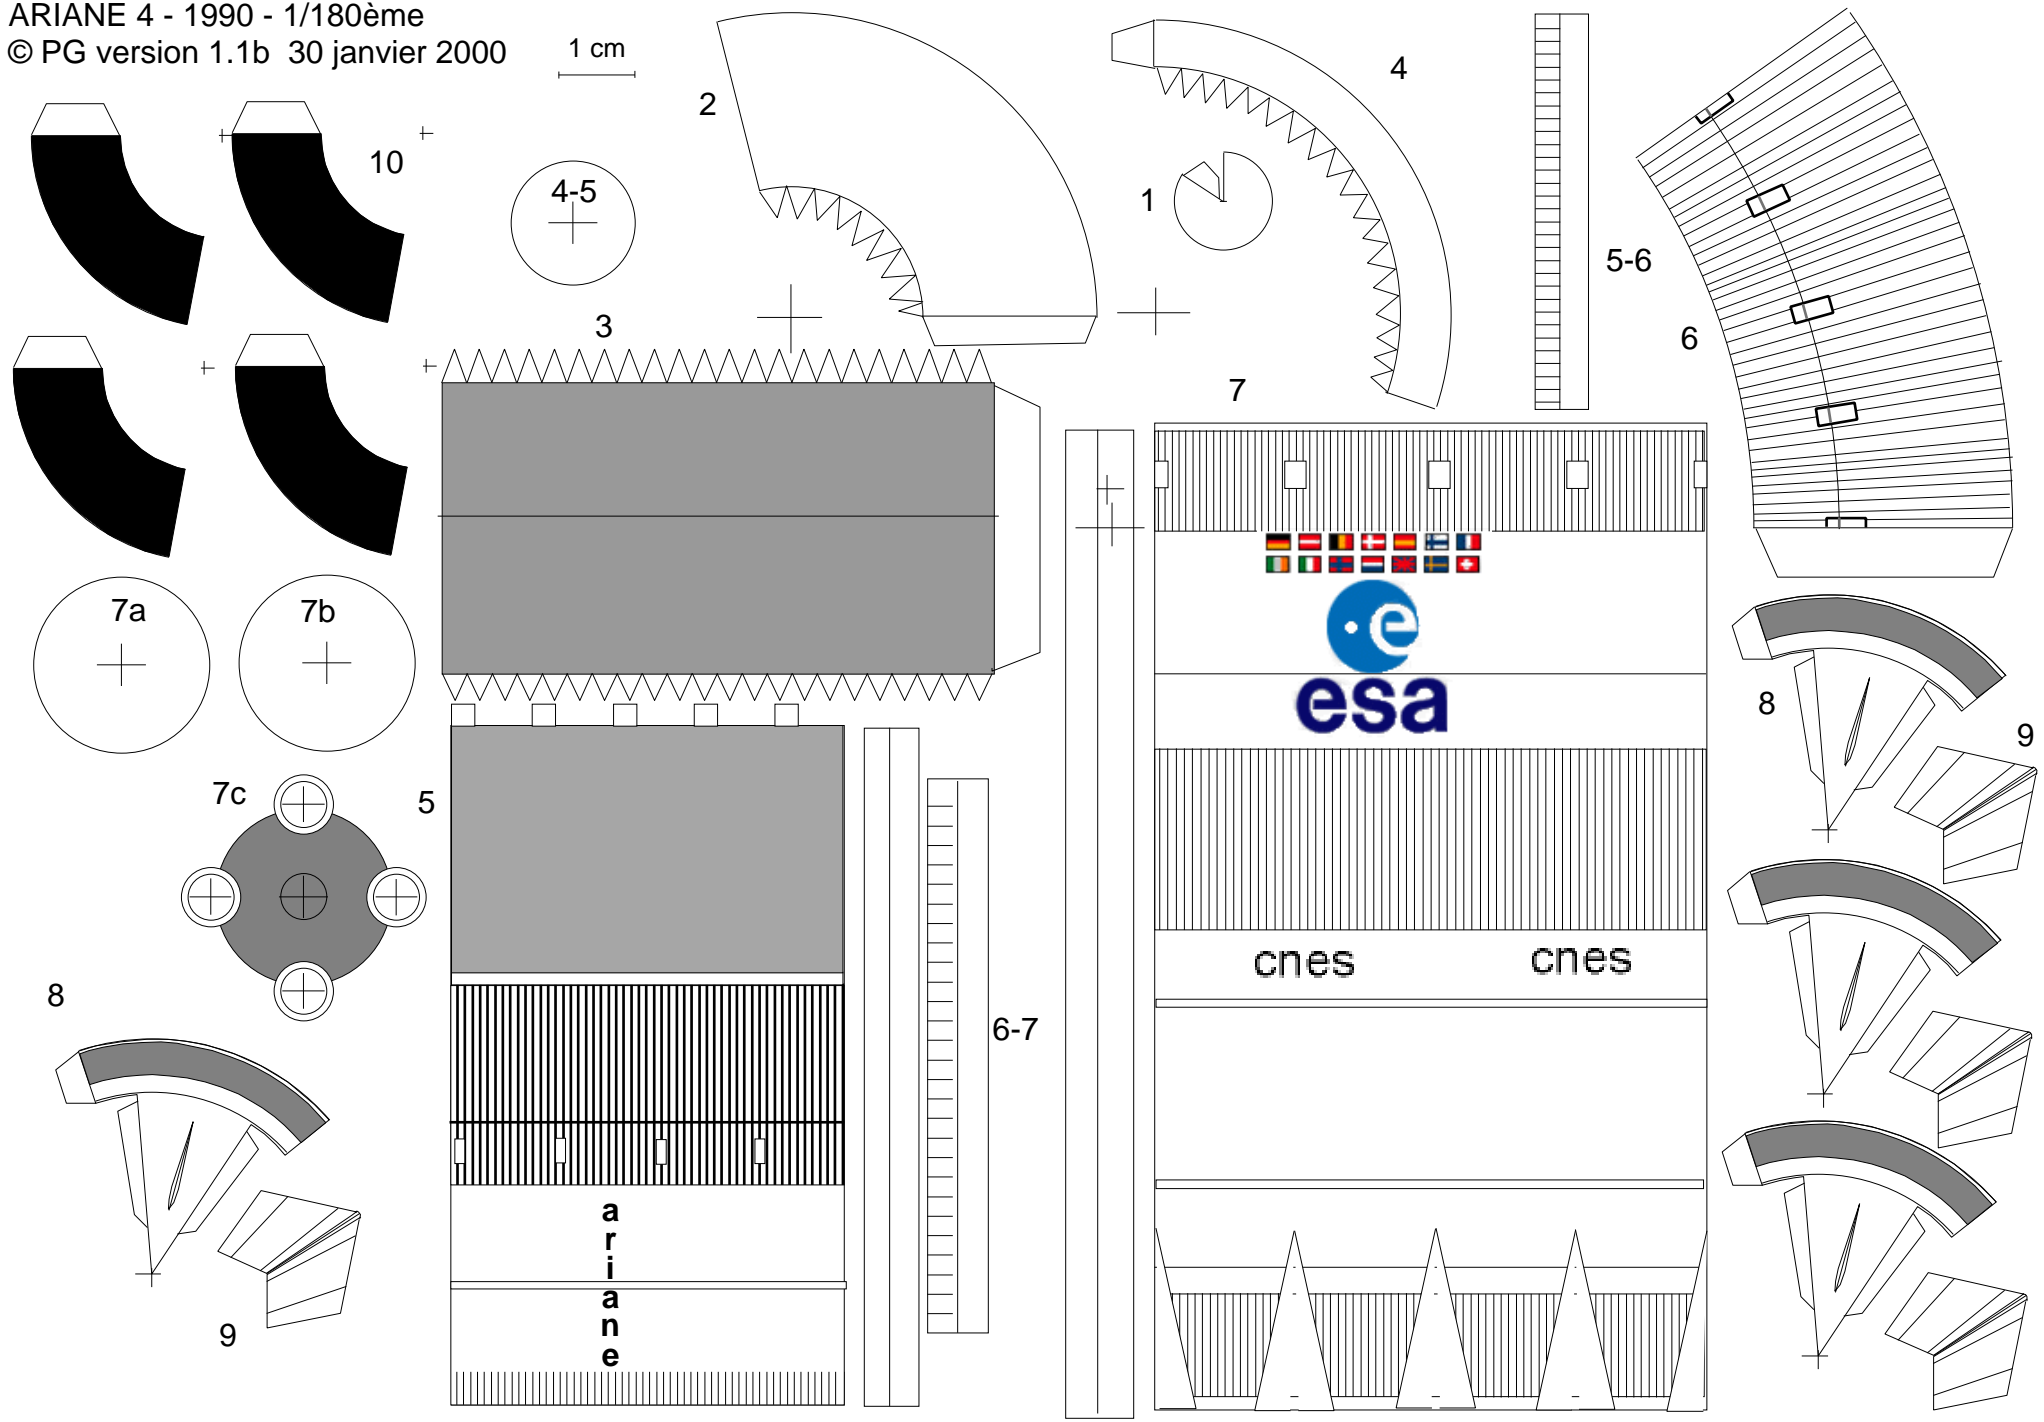 ARIANE 4 - 1990 - 1/180ème
© PG version 1.1b 30 janvier 2000
1 cm
2
4
10
4-5
1
5-6
3
6
7
7a
7b
esa
8
9
7c
5
cnes
cnes
8
6-7
a
r
i
a
n
e
9